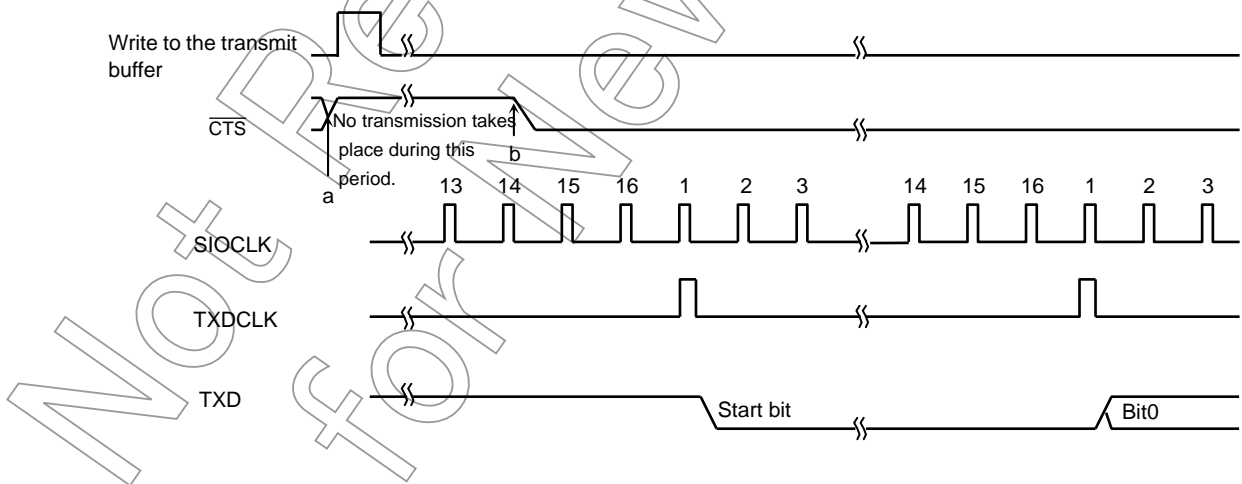 Write to the transmit
buffer
CTS
No transmission takes
place during this
period.
a
b
13 14 15 16 1 2 3 14 15 16 1 2 3
SIOCLK
TXDCLK
TXD
Start bit
Bit0
Not Re
for New